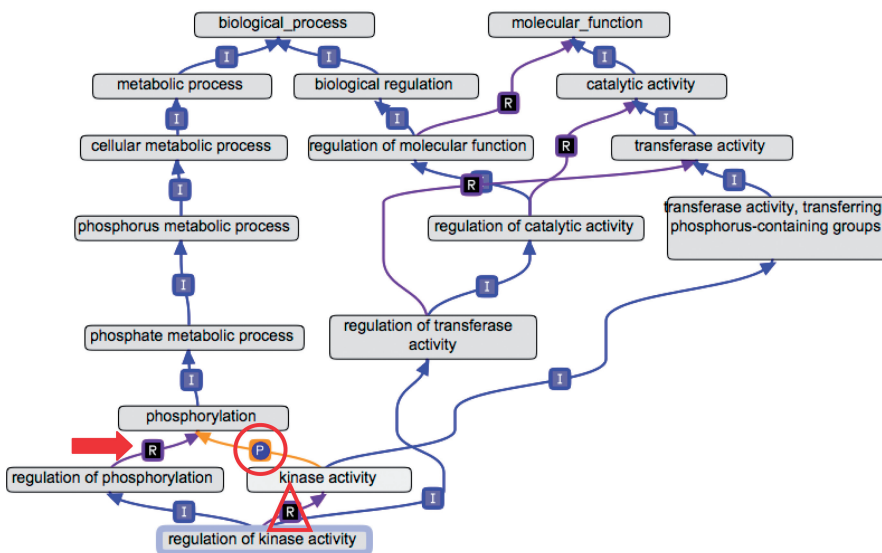 biological_process
molecular_function
I
I
I
metabolic process
biological regulation
catalytic activity
R
I
I
I
cellular metabolic process
regulation of molecular function
R
transferase activity
I
R
I
transferase activity, transferring
phosphorus-containing groups
phosphorus metabolic process
regulation of catalytic activity
I
I
regulation of transferase
activity
phosphate metabolic process
I
I
phosphorylation
R
P
regulation of phosphorylation
kinase activity
I
R
I
regulation of kinase activity